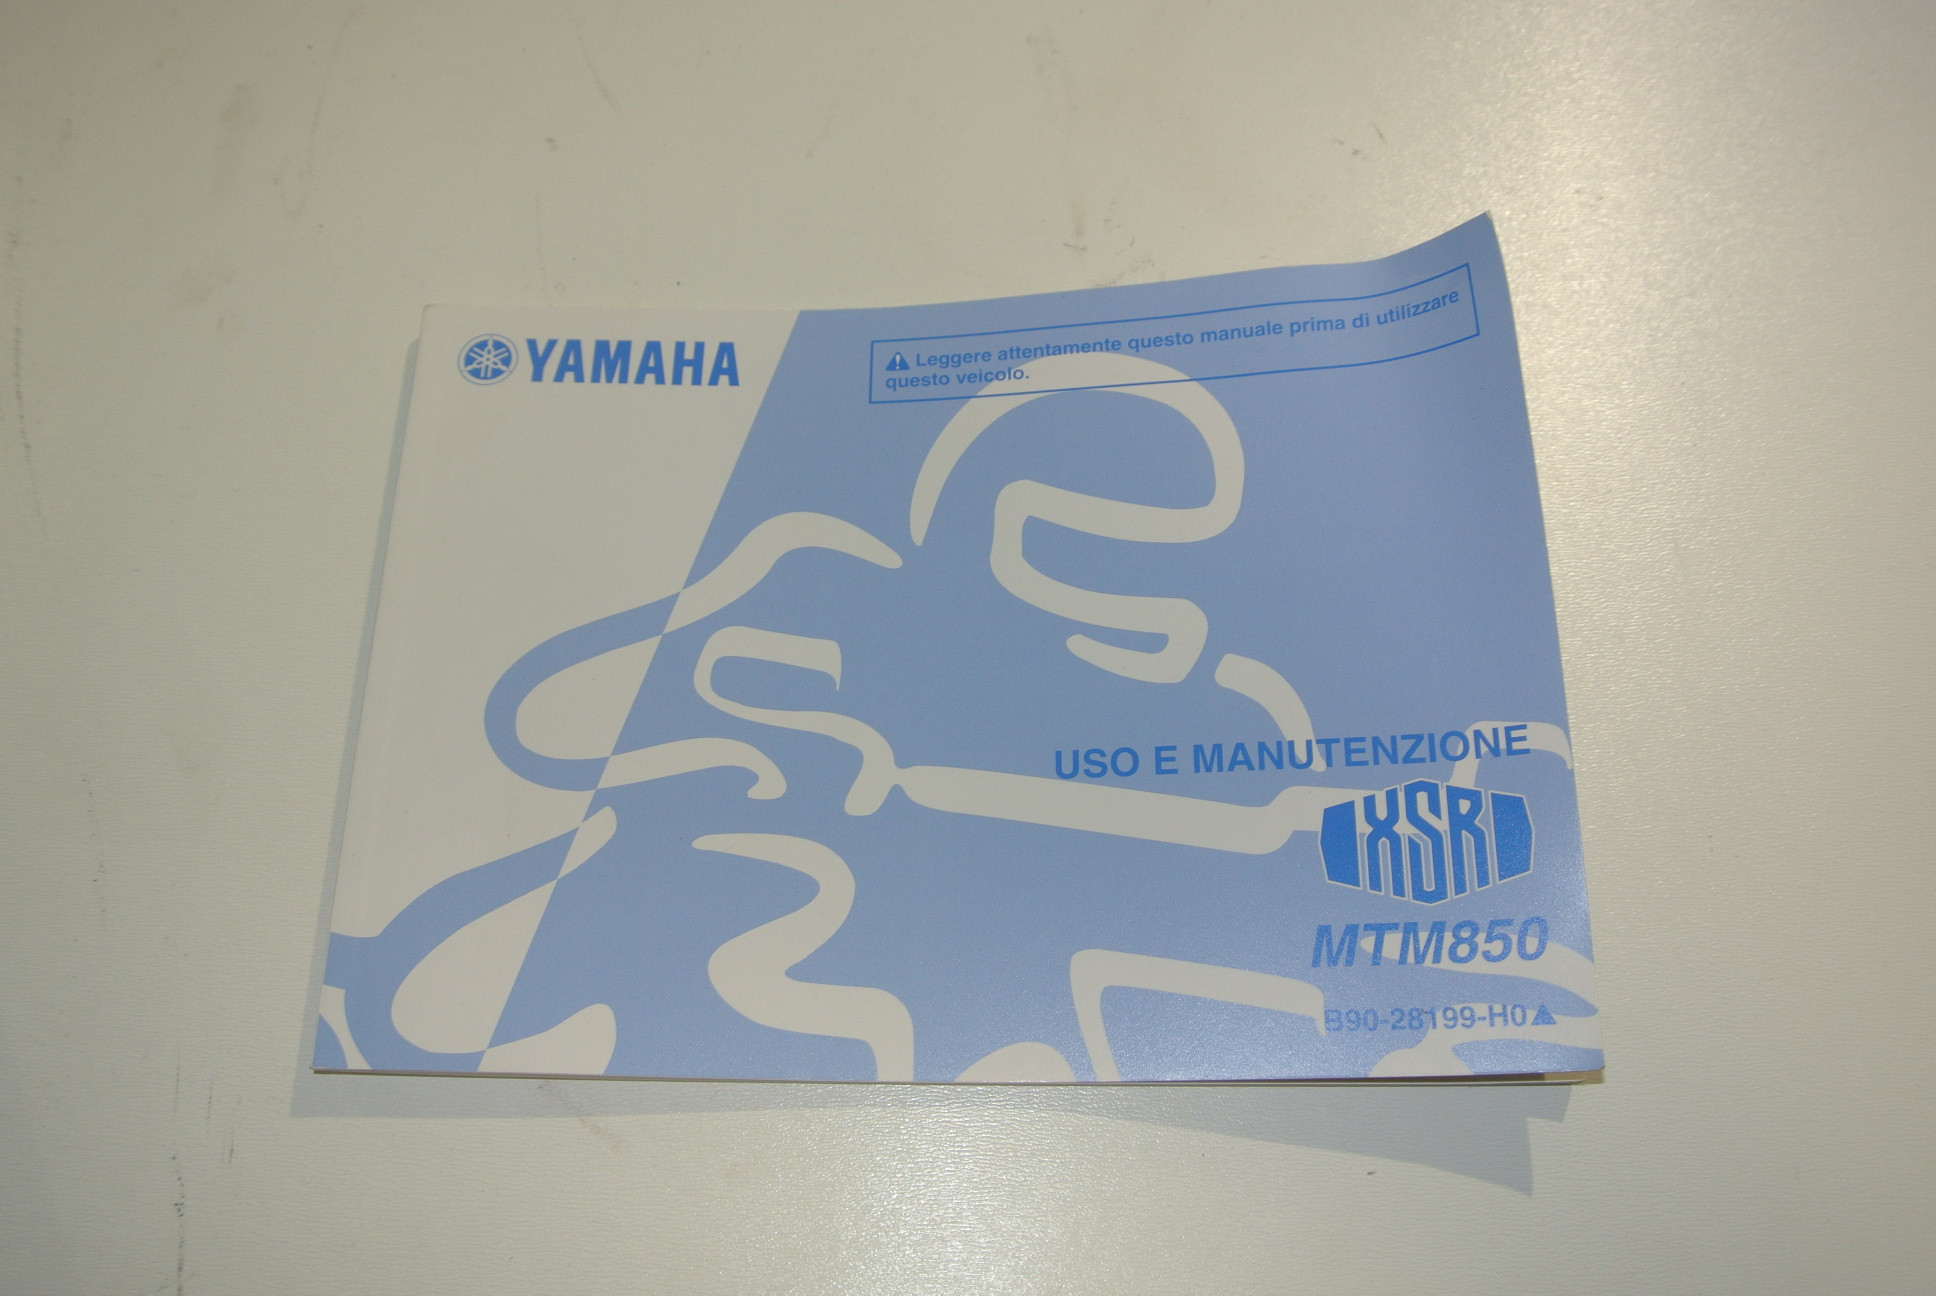 YAMAHA
⚠ Leggere attentamente questo manuale prima di utilizzare
questo veicolo.
USO E MANUTENZIONE
XSR
MTM850
B90-28199-H0